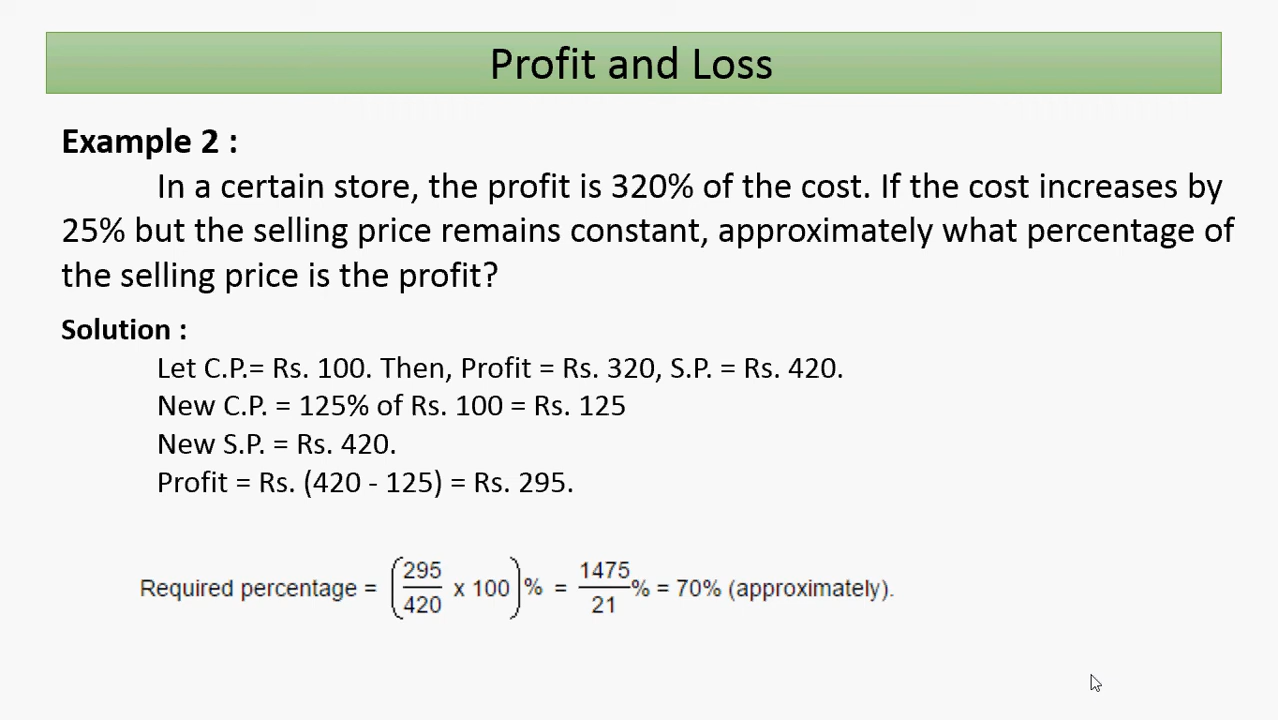 Profit and Loss
Example 2 :
In a certain store, the profit is 320% of the cost. If the cost increases by
25% but the selling price remains constant, approximately what percentage of
the selling price is the profit?
Solution :
Let C.P.= Rs. 100. Then, Profit = Rs. 320, S.P. = Rs. 420.
New C.P. = 125% of Rs. 100 = Rs. 125
New S.P. = Rs. 420.
Profit = Rs. (420 - 125) = Rs. 295.
Required percentage = (295/420 x 100)% = 1475/21% = 70% (approximately).